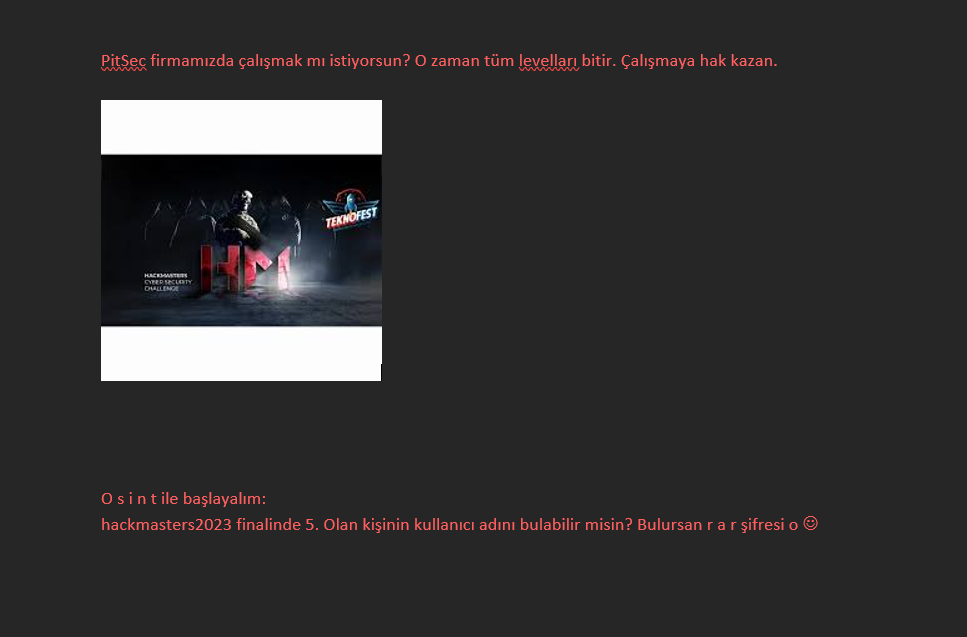 PitSec firmamızda çalışmak mı istiyorsun? O zaman tüm levelları bitir. Çalışmaya hak kazan.
TEKNOFEST
HM
HACKMASTERS
CYBER SECURITY
CHALLENGE
O s i n t ile başlayalım:
hackmasters2023 finalinde 5. Olan kişinin kullanıcı adını bulabilir misin? Bulursan r a r şifresi o ☺